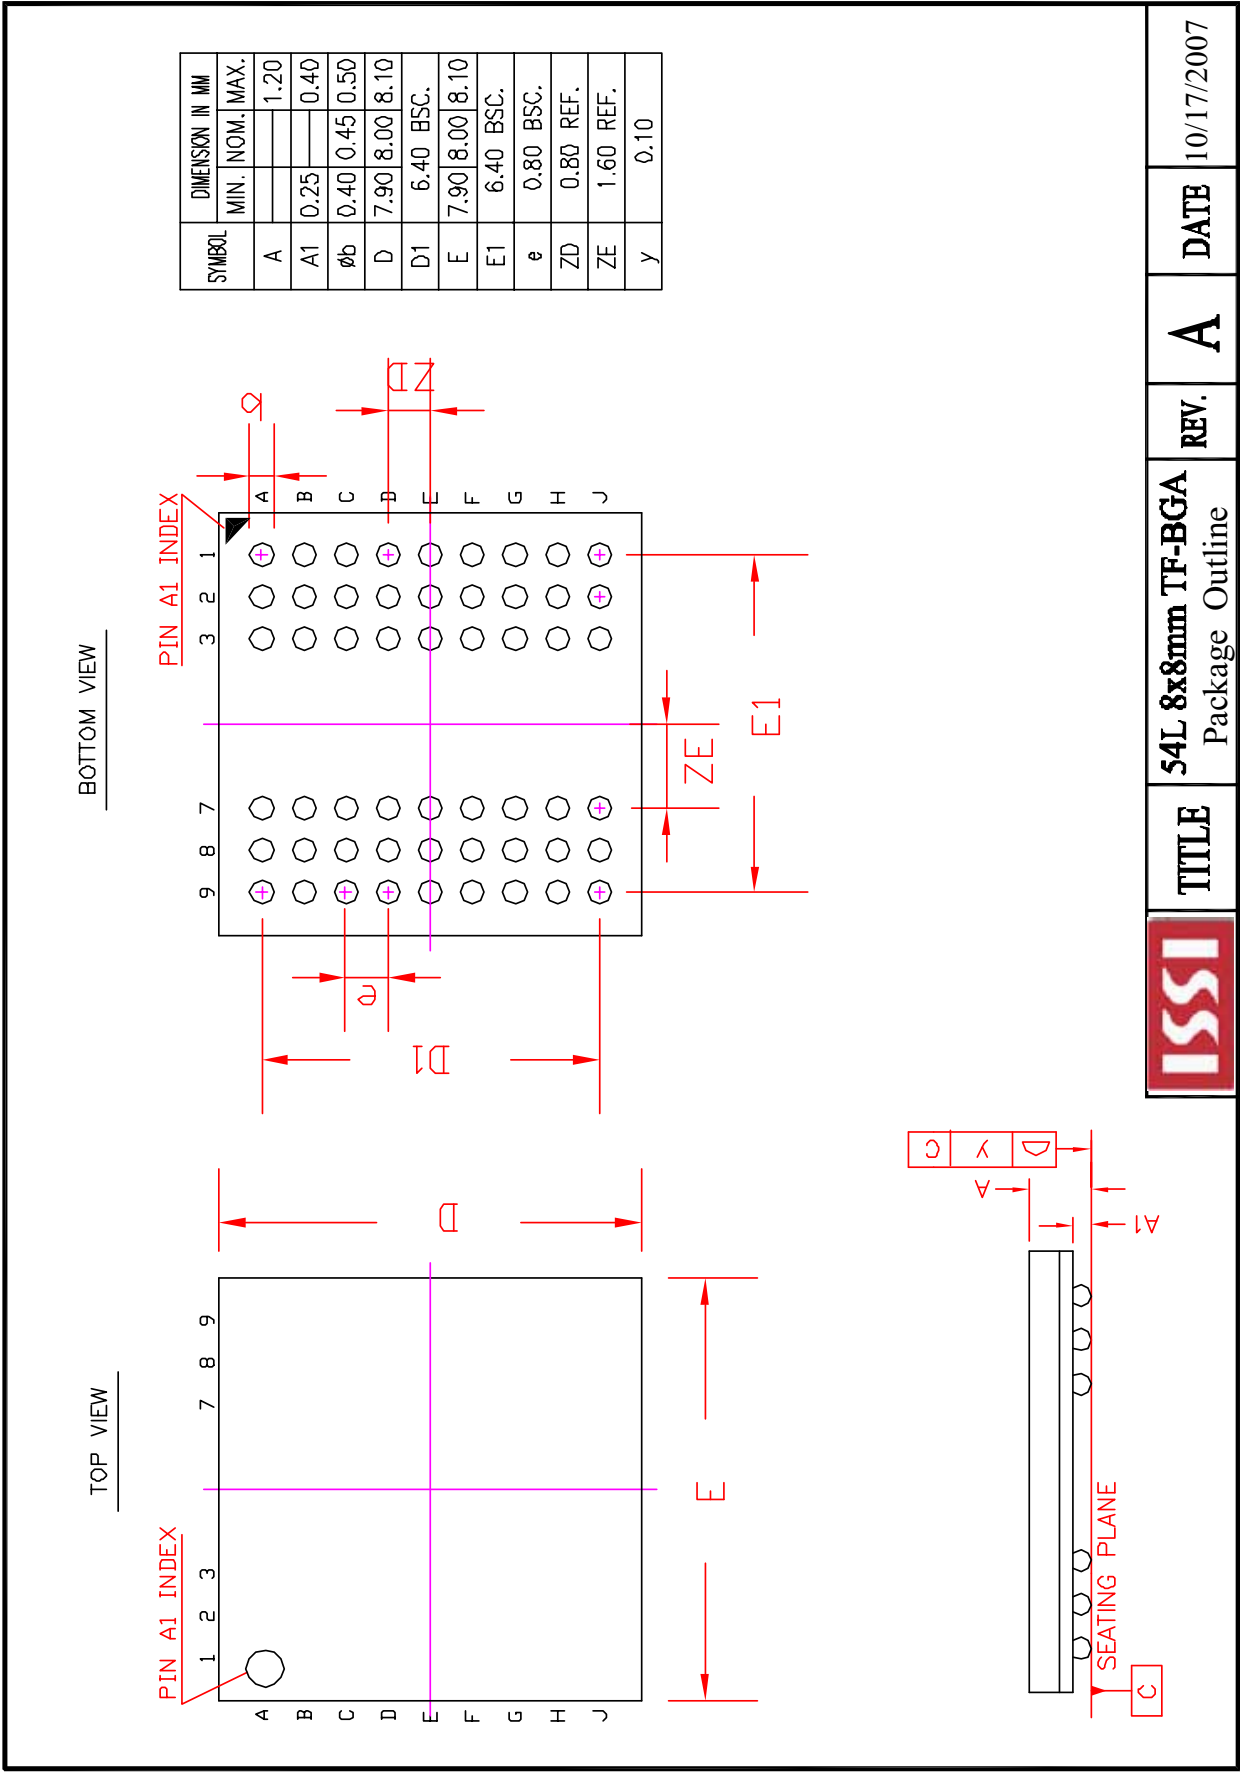 TOP VIEW
PIN A1 INDEX
1 2 3 7 8 9
A
B
C
D
E
F
G
H
J
D
E
BOTTOM VIEW
PIN A1 INDEX
9 8 7 3 2 1
A
B
C
D
E
F
G
H
J
b
e
D1
ZD
ZE
E1
SYMBOL DIMENSION IN MM
MIN. NOM. MAX.
A 1.20
A1 0.25 0.40
øb 0.40 0.45 0.50
D 7.90 8.00 8.10
D1 6.40 BSC.
E 7.90 8.00 8.10
E1 6.40 BSC.
e 0.80 BSC.
ZD 0.80 REF.
ZE 1.60 REF.
y 0.10
C y
A
A1
SEATING PLANE
C
ISSI
TITLE
54L 8x8mm TF-BGA
Package Outline
REV.
A
DATE
10/17/2007